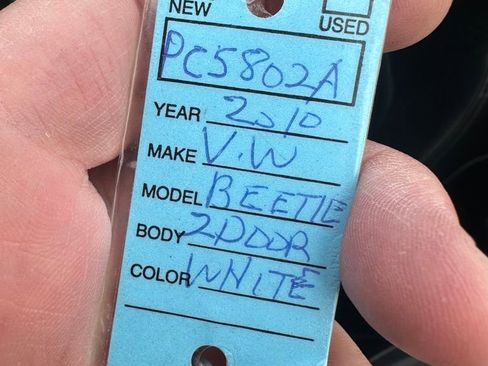 NEW USED
PC5802A
YEAR 2010
MAKE V.W
MODEL BEETLE
BODY 2DOOR
COLOR WHITE